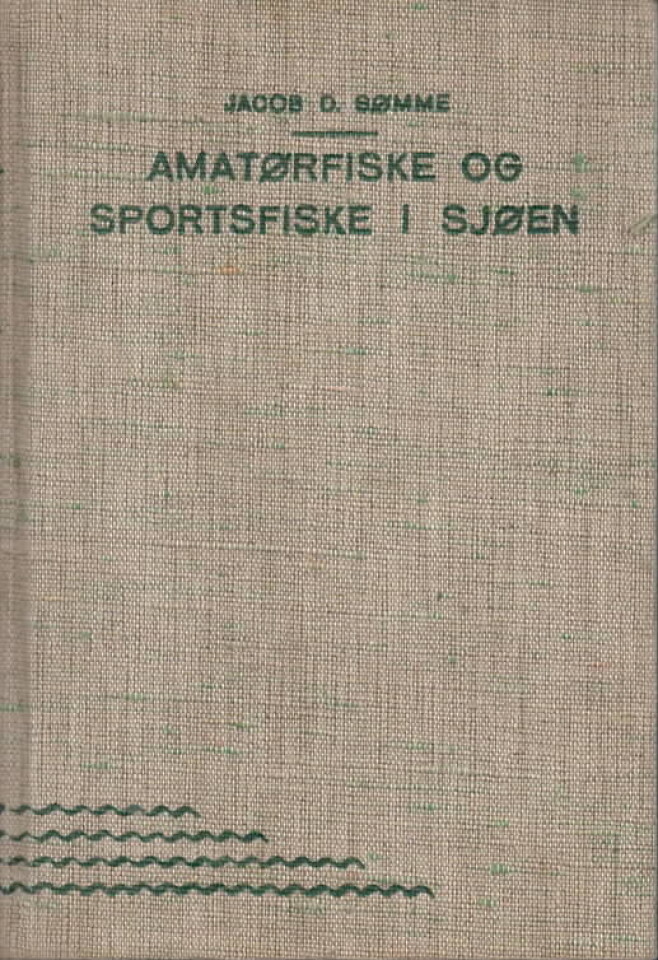 JACOB D. SØMME
AMATØRFISKE OG
SPORTSFISKE I SJØEN